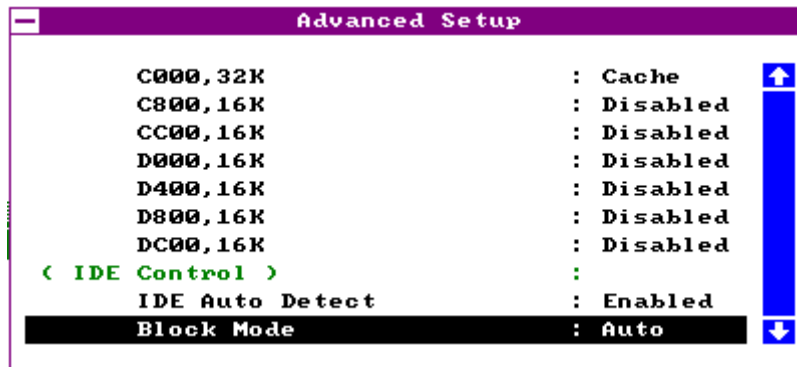 Advanced Setup
C000,32K : Cache
C800,16K : Disabled
CC00,16K : Disabled
D000,16K : Disabled
D400,16K : Disabled
D800,16K : Disabled
DC00,16K : Disabled
( IDE Control ) :
IDE Auto Detect : Enabled
Block Mode : Auto